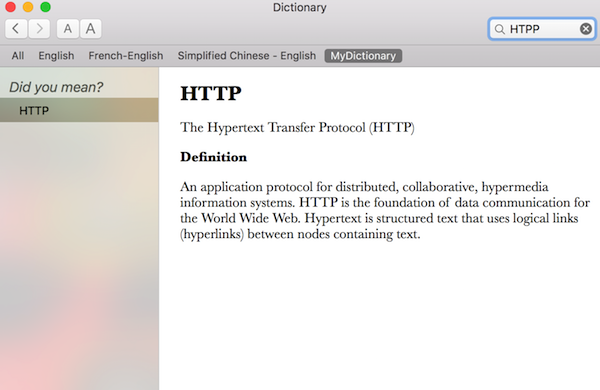 Dictionary
A A
HTPP
All English French-English Simplified Chinese - English MyDictionary
Did you mean?
HTTP
HTTP
The Hypertext Transfer Protocol (HTTP)
Definition
An application protocol for distributed, collaborative, hypermedia
information systems. HTTP is the foundation of data communication for
the World Wide Web. Hypertext is structured text that uses logical links
(hyperlinks) between nodes containing text.